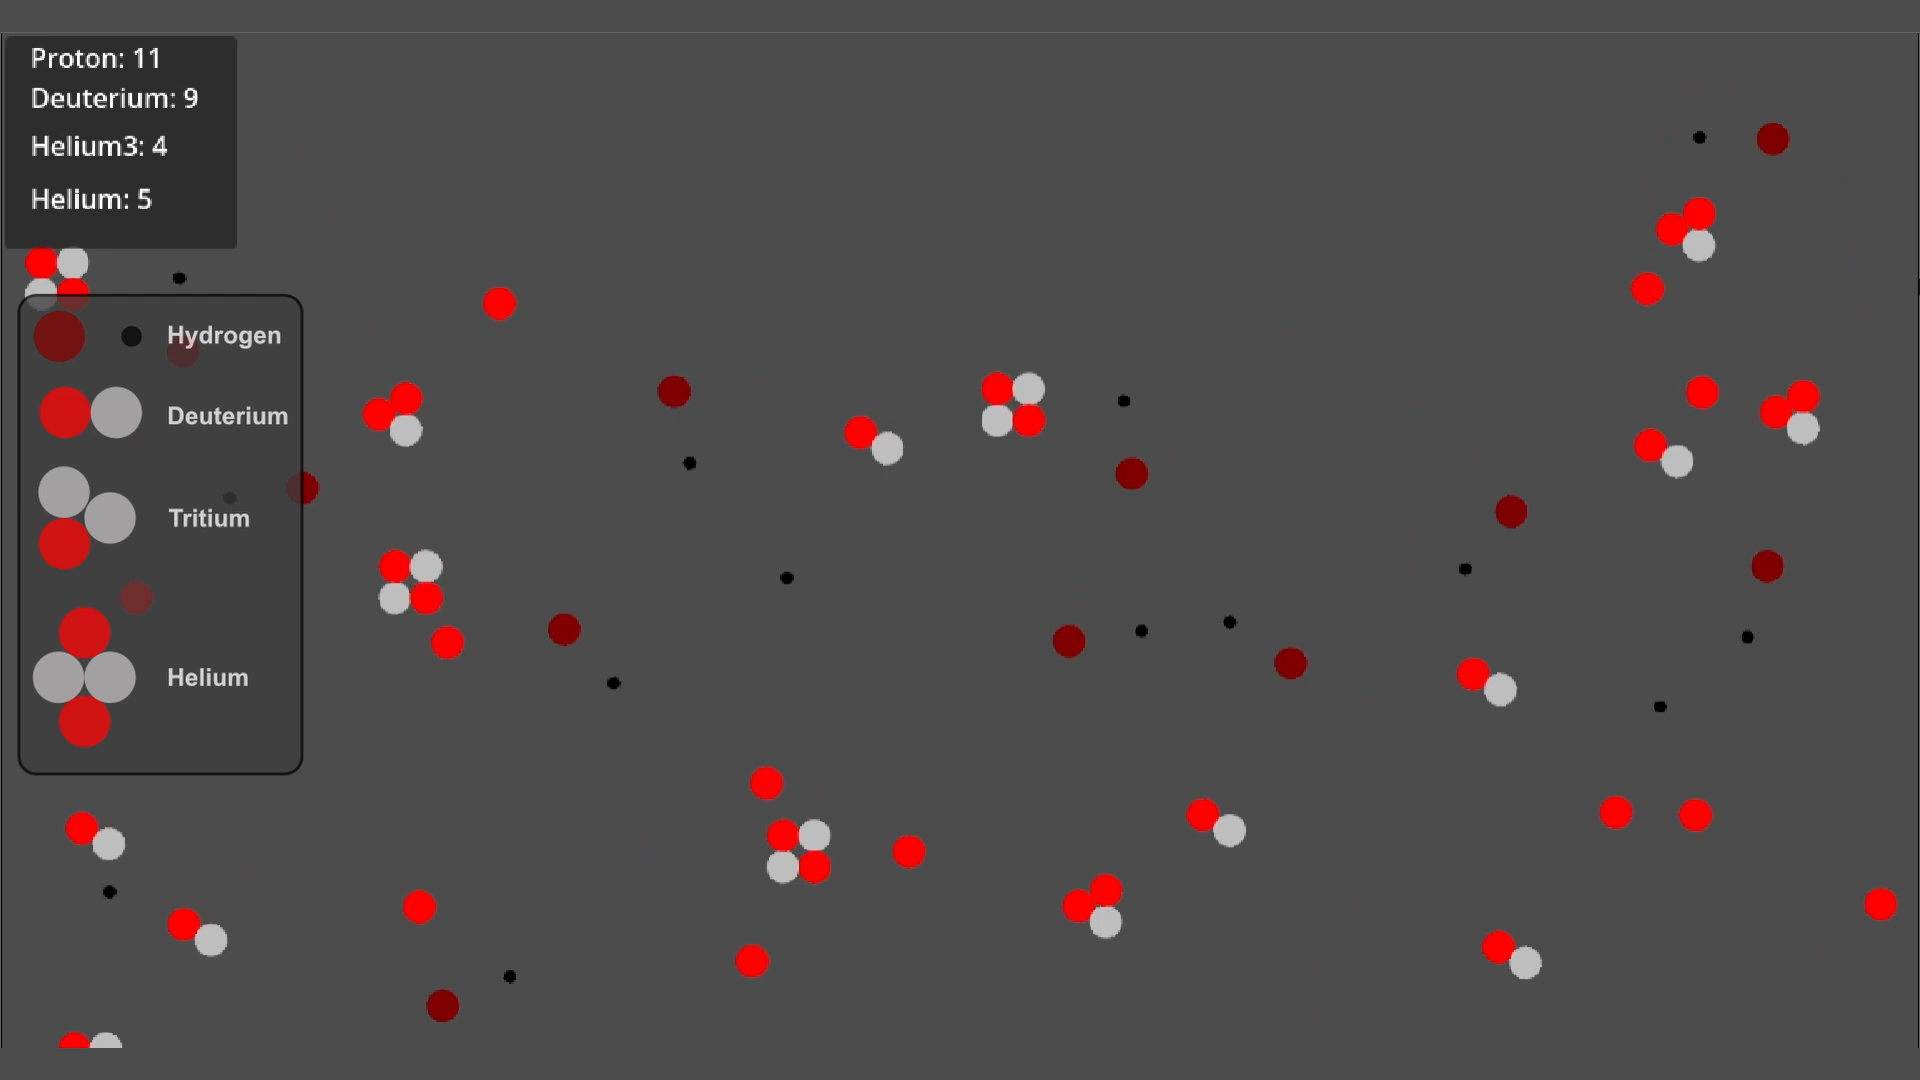 Proton: 11
Deuterium: 9
Helium3: 4
Helium: 5
Hydrogen
Deuterium
Tritium
Helium